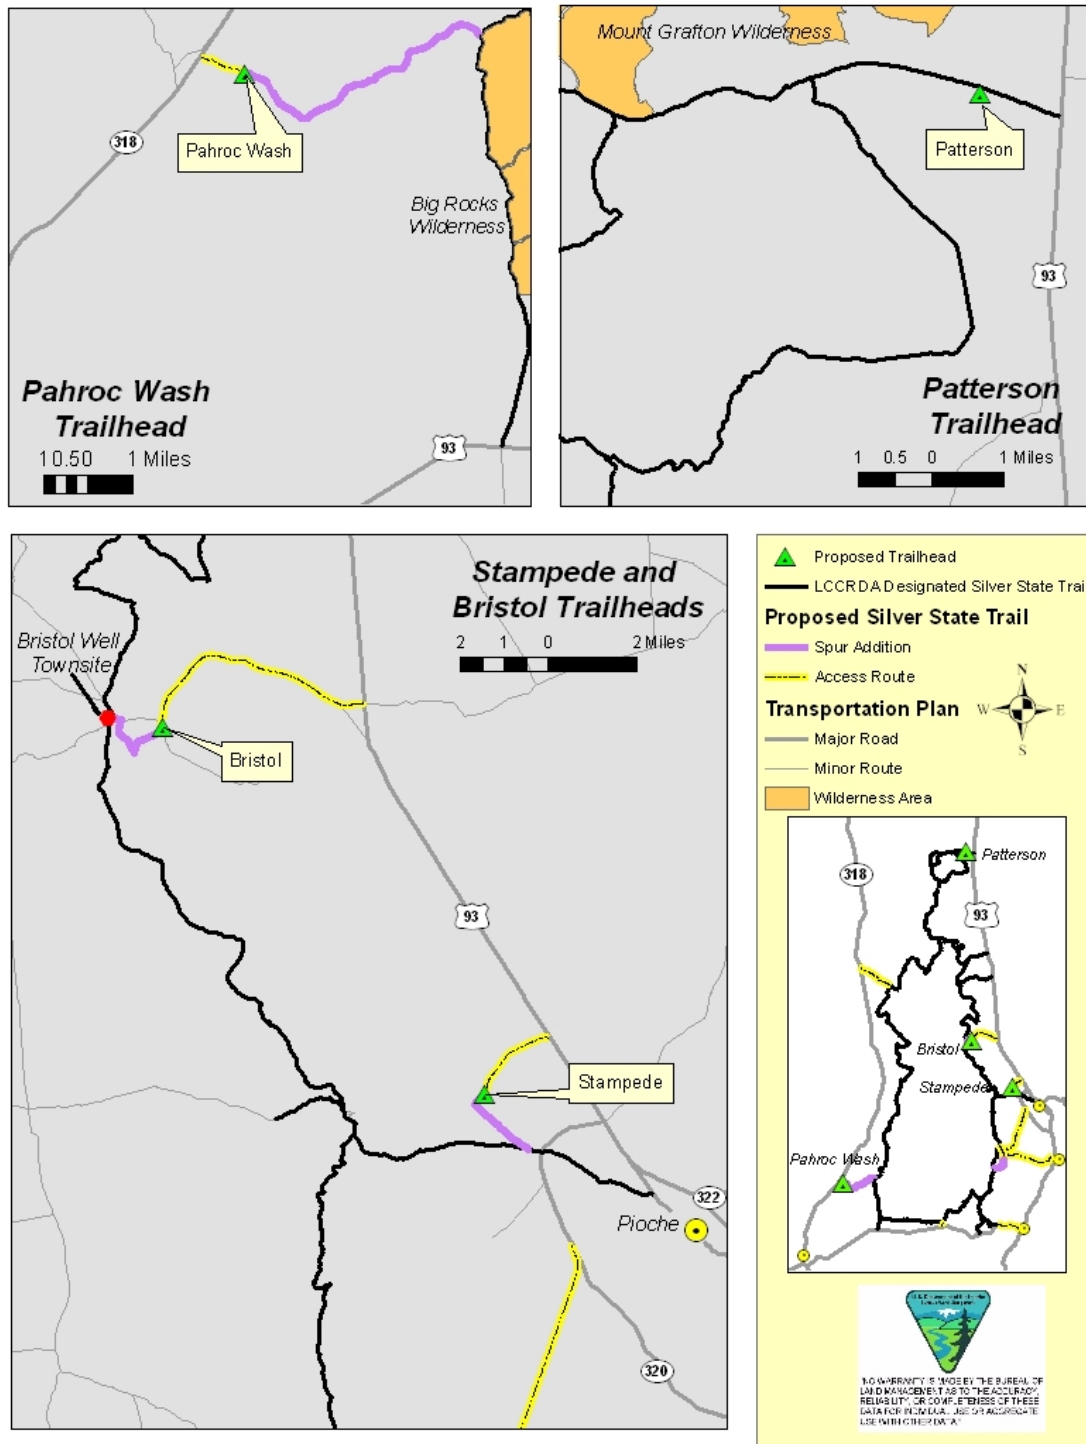 318
Pahroc Wash
Big Rocks
Wilderness
Pahroc Wash
Trailhead
1 0.5 0 1 Miles
93
Mount Grafton Wilderness
Patterson
93
Patterson
Trailhead
1 0.5 0 1 Miles
Stampede and
Bristol Trailheads
2 1 0 2 Miles
Bristol Well
Townsite
Bristol
93
Stampede
322
Pioche
320
Proposed Trailhead
LCCRDA Designated Silver State Trai
Proposed Silver State Trail
Spur Addition
Access Route
Transportation Plan
N
W E
S
Major Road
Minor Route
Wilderness Area
318
Patterson
93
Bristol
Stampede
Pahroc Wash
"NO WARRANTY IS MADE BY THE BUREAU OF
LAND MANAGEMENT AS TO THE ACCURACY,
RELIABILITY, OR COMPLETENESS OF THESE
DATA FOR INDIVIDUAL USE OR AGGREGATE
USE WITH OTHER DATA."